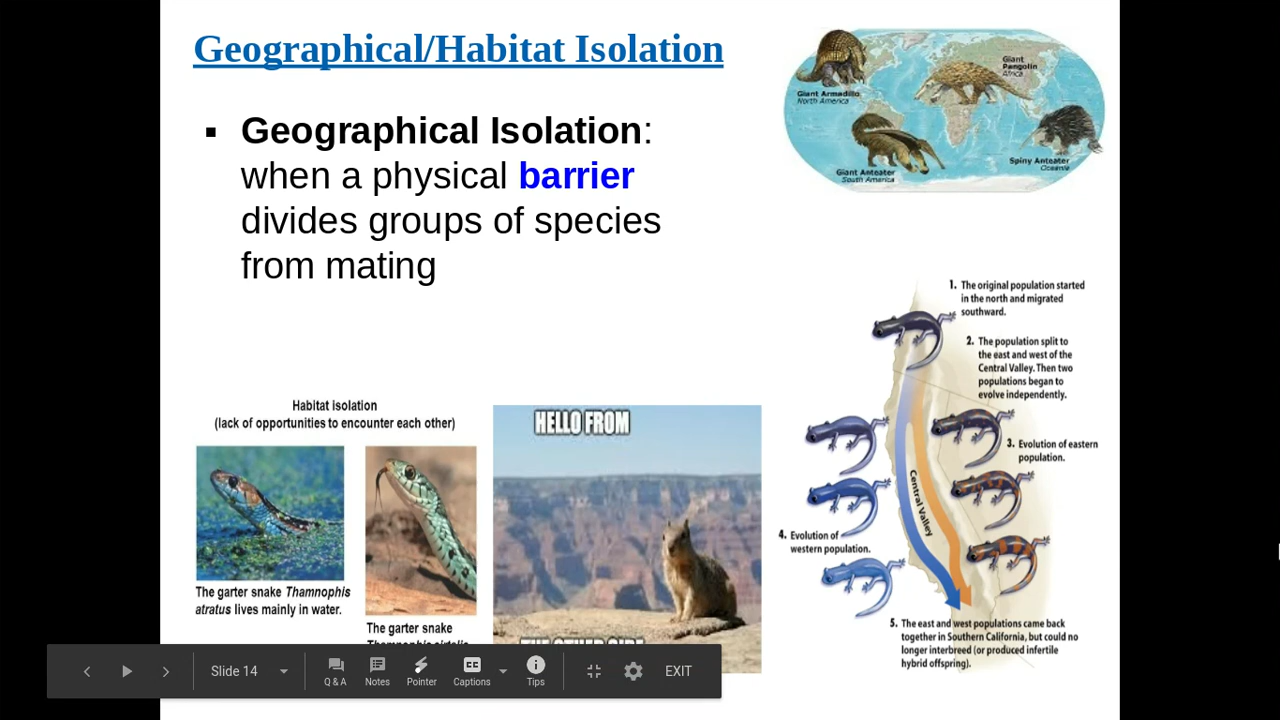 Geographical/Habitat Isolation
▪ Geographical Isolation:
when a physical barrier
divides groups of species
from mating
Giant Armadillo
North America
Giant
Pangolin
Africa
Giant Anteater
South America
Spiny Anteater
Oceania
Habitat isolation
(lack of opportunities to encounter each other)
The garter snake Thamnophis
atratus lives mainly in water.
The garter snake
Thamnophis sirtalis
HELLO FROM
THE OTHER SIDE
1. The original population started
in the north and migrated
southward.
2. The population split to
the east and west of the
Central Valley. Then two
populations began to
evolve independently.
3. Evolution of eastern
population.
Central Valley
4. Evolution of
western population.
5. The east and west populations came back
together in Southern California, but could no
longer interbreed (or produced infertile
hybrid offspring).
Slide 14
Q & A
Notes
Pointer
CC
Captions
Tips
EXIT